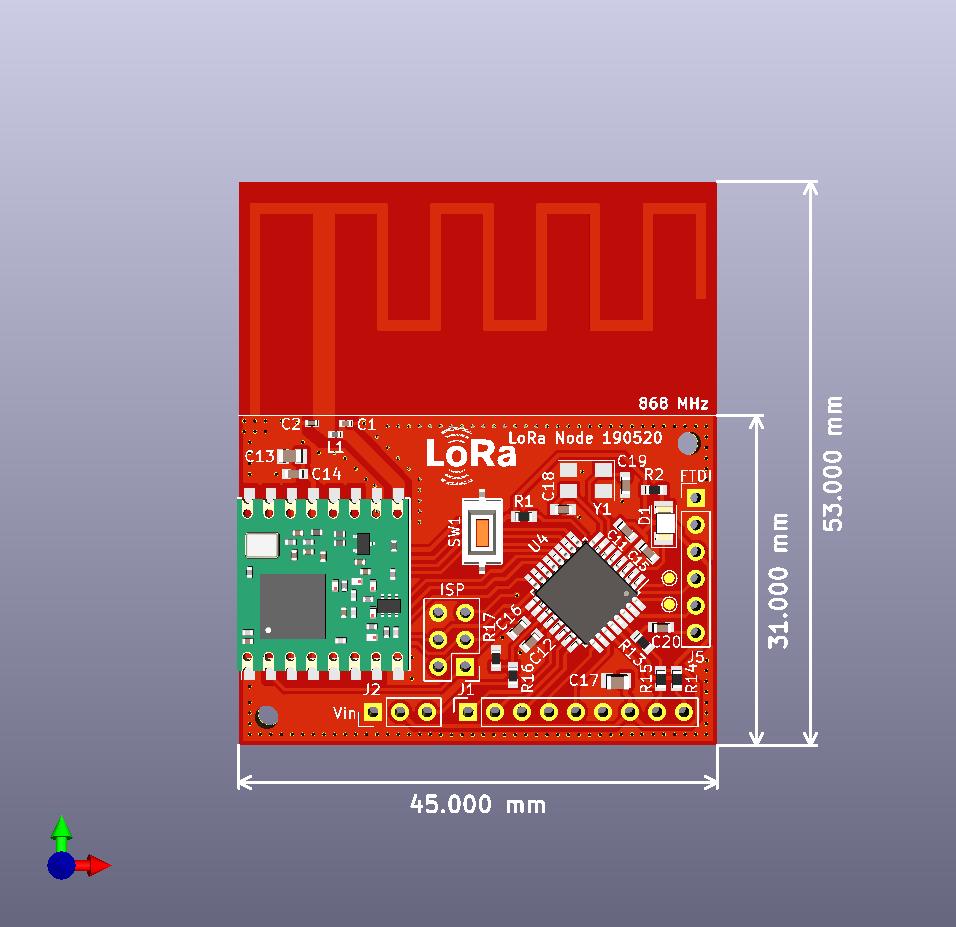 868 MHz
C2
C1
L1
LoRa
LoRa Node 190520
C13
C14
C19
C18
R2
FTDI
R1
Y1
D1
SW1
U4
C11
C15
ISP
R17
C16
C12
C20
R13
J5
R16
C17
R15
R14
J2
J1
Vin
53.000 mm
31.000 mm
45.000 mm